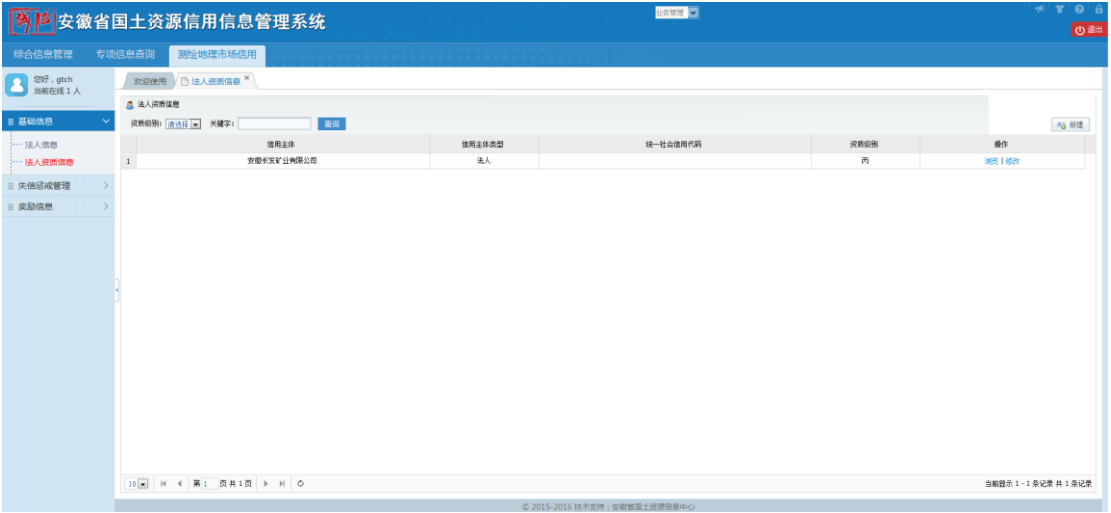 诚信 安徽省国土资源信用信息管理系统
业务管理
退出
综合信息管理 专项信息查询 测绘地理市场信用
您好，gtch
当前在线 1 人
欢迎使用 法人资质信息 ×
法人资质信息
基础信息
资质级别： 请选择 关键字： 查询 新建
法人信息
法人资质信息
失信惩戒管理
奖励信息
信用主体 信用主体类型 统一社会信用代码 资质级别 操作
1 安徽长宏矿业有限公司 法人 丙 浏览 | 修改
10 第 1 页 共 1 页 当前显示 1 - 1 条记录 共 1 条记录
© 2015-2016 技术支持：安徽省国土资源信息中心